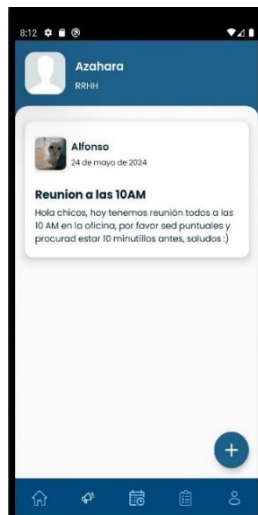 8:12
Azahara
RRHH
Alfonso
24 de mayo de 2024
Reunion a las 10AM
Hola chicos, hoy tenemos reunión todos a las
10 AM en la oficina, por favor sed puntuales y
procurad estar 10 minutillos antes, saludos :)